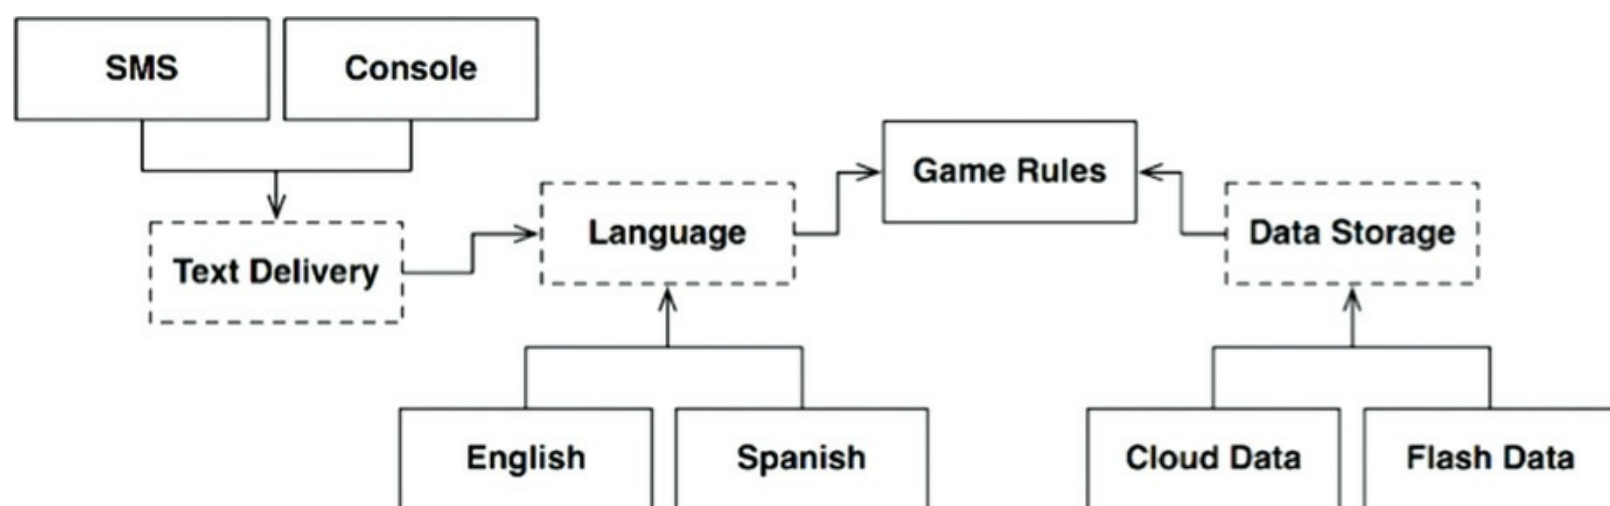 SMS
Console
Game Rules
Language
Data Storage
Text Delivery
English
Spanish
Cloud Data
Flash Data